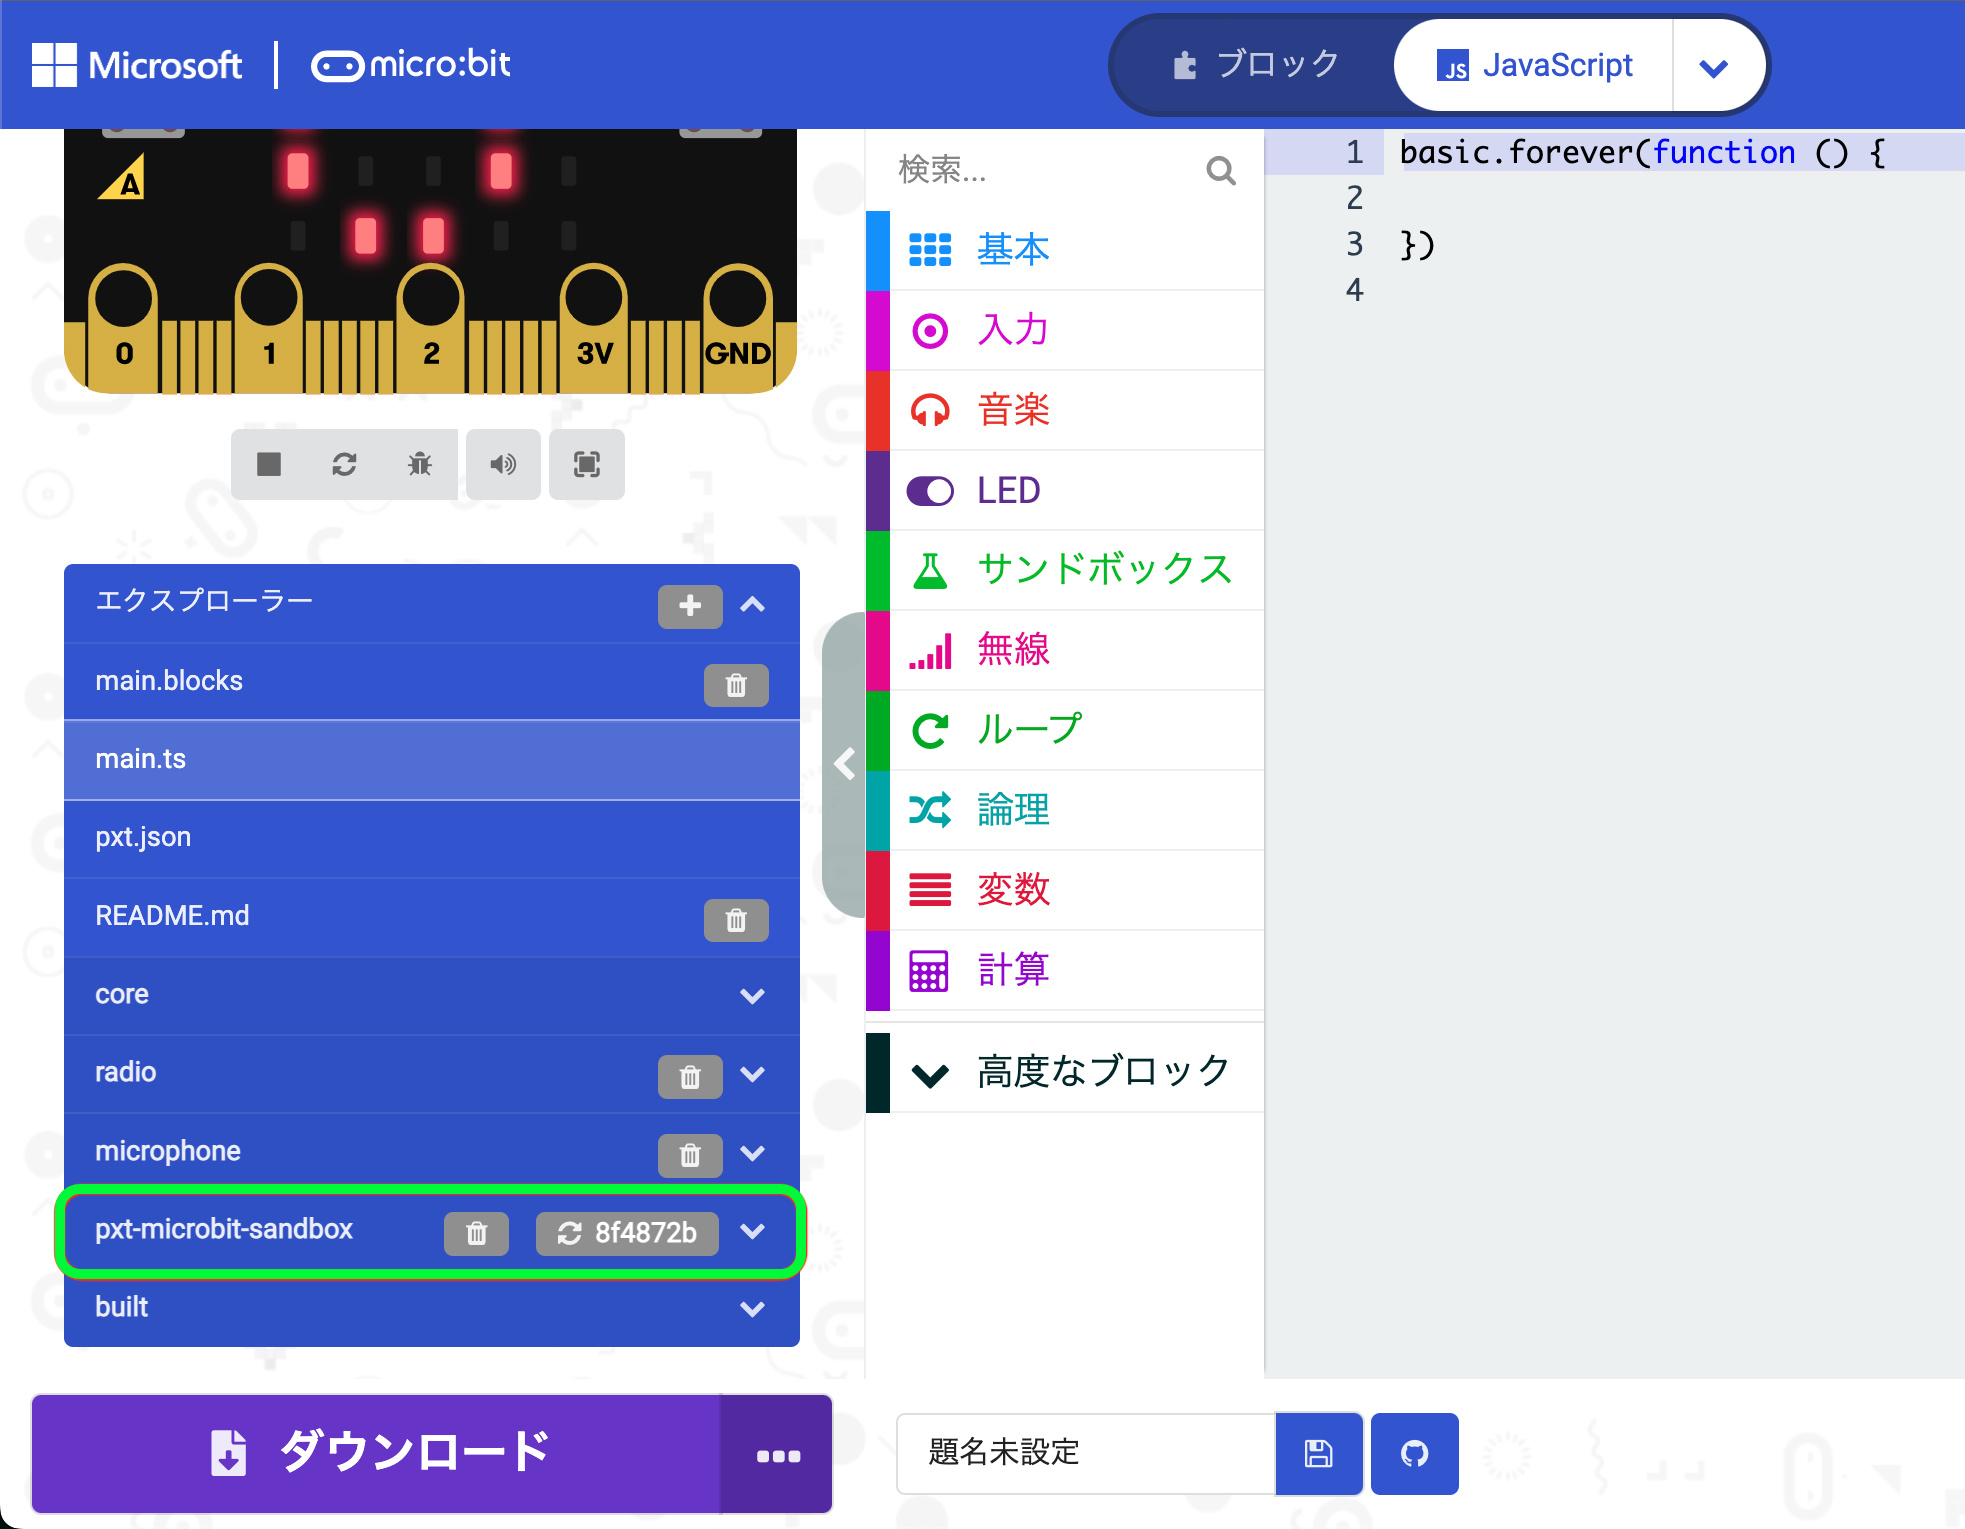 Microsoft | micro:bit
ブロック
JS JavaScript
A
0 1 2 3V GND
エクスプローラー
main.blocks
main.ts
pxt.json
README.md
core
radio
microphone
pxt-microbit-sandbox 8f4872b
built
ダウンロード
検索...
基本
入力
音楽
LED
サンドボックス
無線
ループ
論理
変数
計算
高度なブロック
1 basic.forever(function () {
2
3 })
4
題名未設定